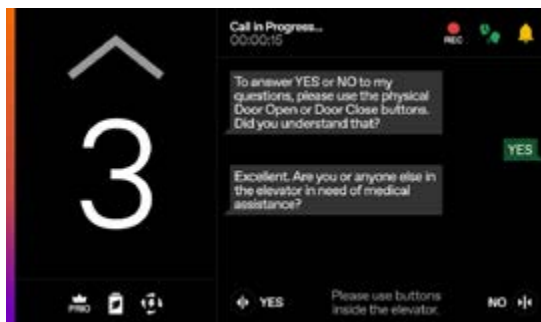 Call in Progress...
00:00:15
REC
3
To answer YES or NO to my
questions, please use the physical
Door Open or Door Close buttons.
Did you understand that?
YES
Excellent. Are you or anyone else in
the elevator in need of medical
assistance?
PRIO
YES
Please use buttons
inside the elevator.
NO